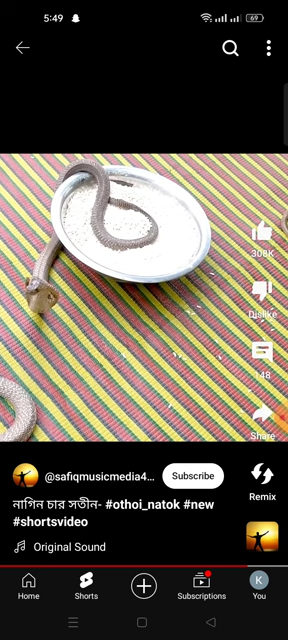 5:49
69
308K
Dislike
148
Share
@safiqmusicmedia4...
Subscribe
Remix
নাগিন চার সতীন- #othoi_natok #new
#shortsvideo
Original Sound
Home
Shorts
Subscriptions
K
You